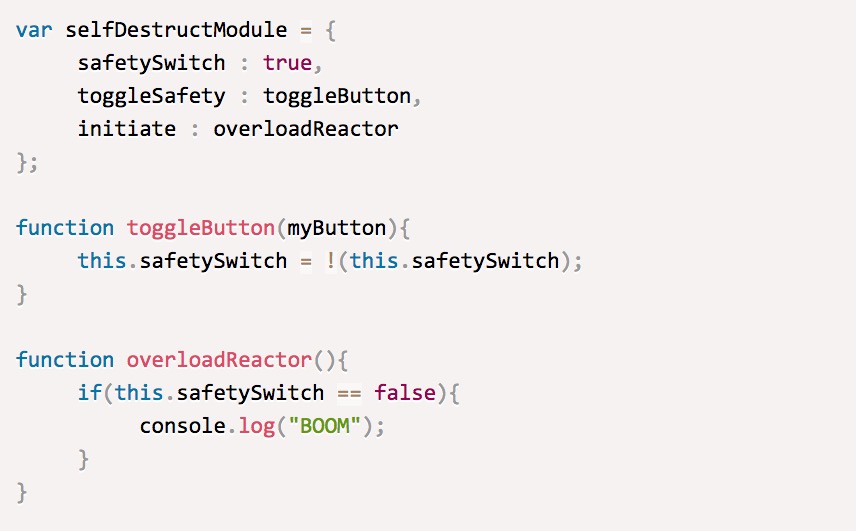 var selfDestructModule = {
     safetySwitch : true,
     toggleSafety : toggleButton,
     initiate : overloadReactor
};

function toggleButton(myButton){
     this.safetySwitch = !(this.safetySwitch);
}

function overloadReactor(){
     if(this.safetySwitch == false){
          console.log("BOOM");
     }
}